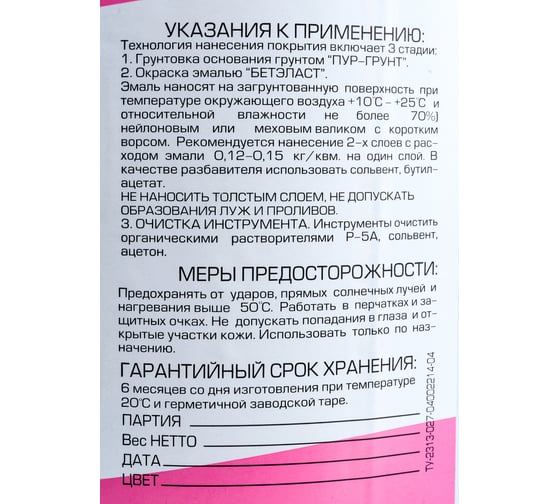 УКАЗАНИЯ К ПРИМЕНЕНИЮ:
Технология нанесения покрытия включает 3 стадии:
1. Грунтовка основания грунтом "ПУР-ГРУНТ".
2. Окраска эмалью "БЕТЭЛАСТ".
Эмаль наносят на загрунтованную поверхность при
температуре окружающего воздуха +10°C – +25°C и
относительной влажности не более 70%)
нейлоновым или меховым валиком с коротким
ворсом. Рекомендуется нанесение 2-х слоев с рас-
ходом эмали 0,12–0,15 кг/квм. на один слой. В
качестве разбавителя использовать сольвент, бутил-
ацетат.
НЕ НАНОСИТЬ ТОЛСТЫМ СЛОЕМ, НЕ ДОПУСКАТЬ
ОБРАЗОВАНИЯ ЛУЖ И ПРОЛИВОВ.
3. ОЧИСТКА ИНСТРУМЕНТА. Инструменты очистить
органическими растворителями Р-5А, сольвент,
ацетон.
МЕРЫ ПРЕДОСТОРОЖНОСТИ:
Предохранять от ударов, прямых солнечных лучей и
нагревания выше 50°C. Работать в перчатках и за-
щитных очках. Не допускать попадания в глаза и от-
крытые участки кожи. Использовать только по наз-
начению.
ГАРАНТИЙНЫЙ СРОК ХРАНЕНИЯ:
6 месяцев со дня изготовления при температуре
20°C и герметичной заводской таре.
ПАРТИЯ
Вес НЕТТО
ДАТА
ЦВЕТ
ТУ-2313-027-04002214-04